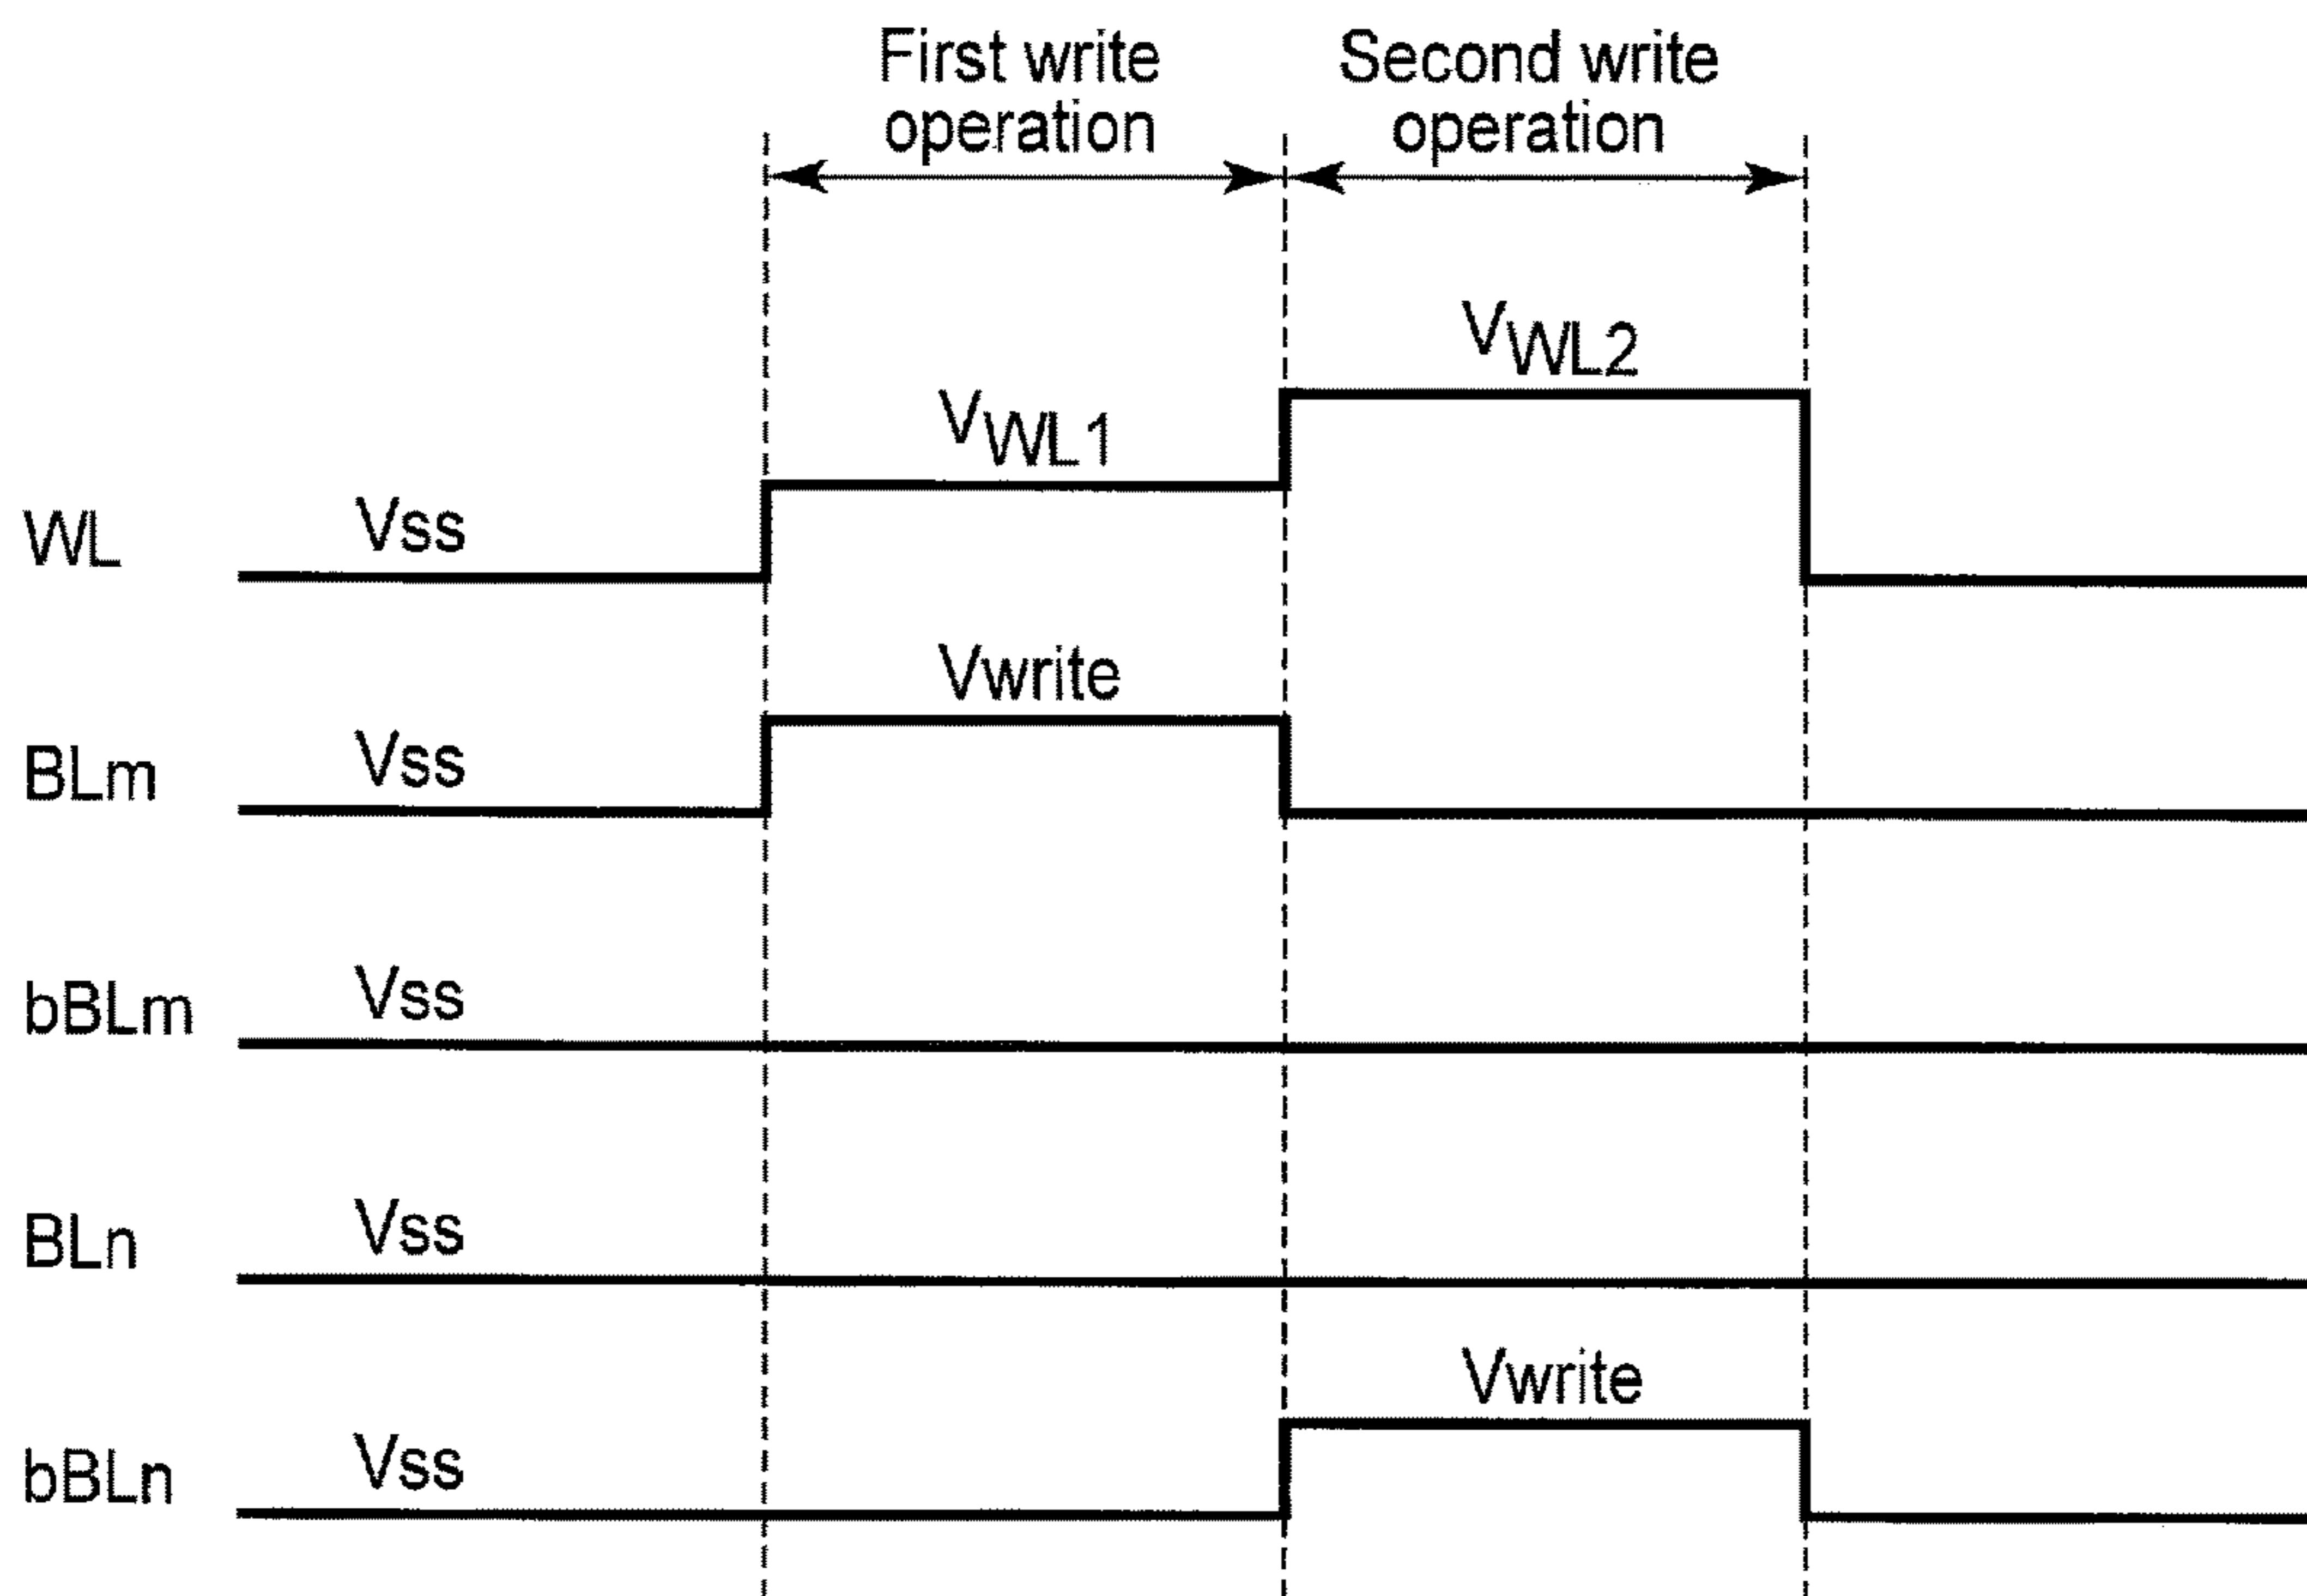 First write
operation
Second write
operation
VWL2
VWL1
WL Vss
Vwrite
BLm Vss
bBLm Vss
BLn Vss
Vwrite
bBLn Vss